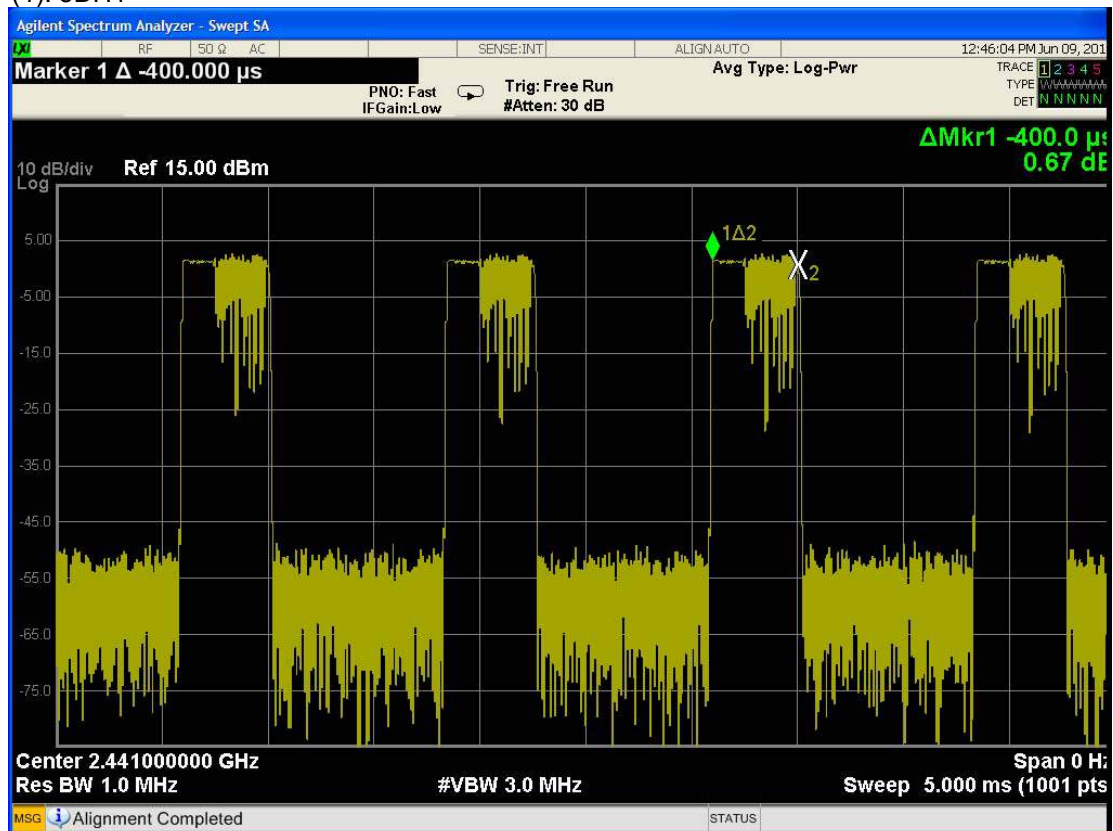 Agilent Spectrum Analyzer - Swept SA
LXI RF 50 Ω AC SENSE:INT ALIGN AUTO 12:46:04 PM Jun 09, 201
Marker 1 Δ -400.000 µs
PNO: Fast
IFGain:Low
Trig: Free Run
#Atten: 30 dB
Avg Type: Log-Pwr
TRACE 1 2 3 4 5
TYPE
DET N N N N N
ΔMkr1 -400.0 µs
0.67 dB
10 dB/div Ref 15.00 dBm
Log
5.00
-5.00
-15.0
-25.0
-35.0
-45.0
-55.0
-65.0
-75.0
1Δ2
X2
Center 2.441000000 GHz Span 0 Hz
Res BW 1.0 MHz #VBW 3.0 MHz Sweep 5.000 ms (1001 pts
MSG Alignment Completed STATUS